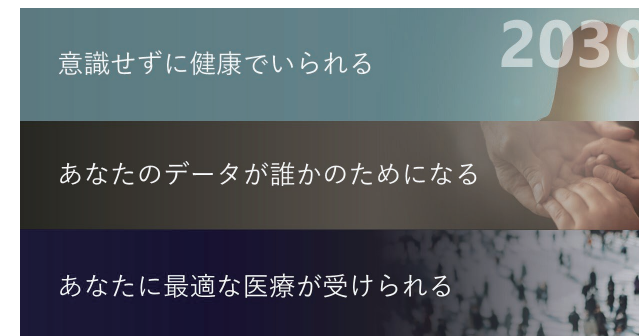 2030
意識せずに健康でいられる
あなたのデータが誰かのためになる
あなたに最適な医療が受けられる